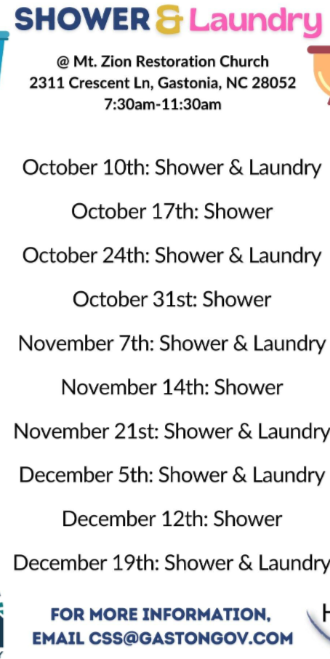 SHOWER & Laundry
@ Mt. Zion Restoration Church
2311 Crescent Ln, Gastonia, NC 28052
7:30am-11:30am
October 10th: Shower & Laundry
October 17th: Shower
October 24th: Shower & Laundry
October 31st: Shower
November 7th: Shower & Laundry
November 14th: Shower
November 21st: Shower & Laundry
December 5th: Shower & Laundry
December 12th: Shower
December 19th: Shower & Laundry
FOR MORE INFORMATION,
EMAIL CSS@GASTONGOV.COM